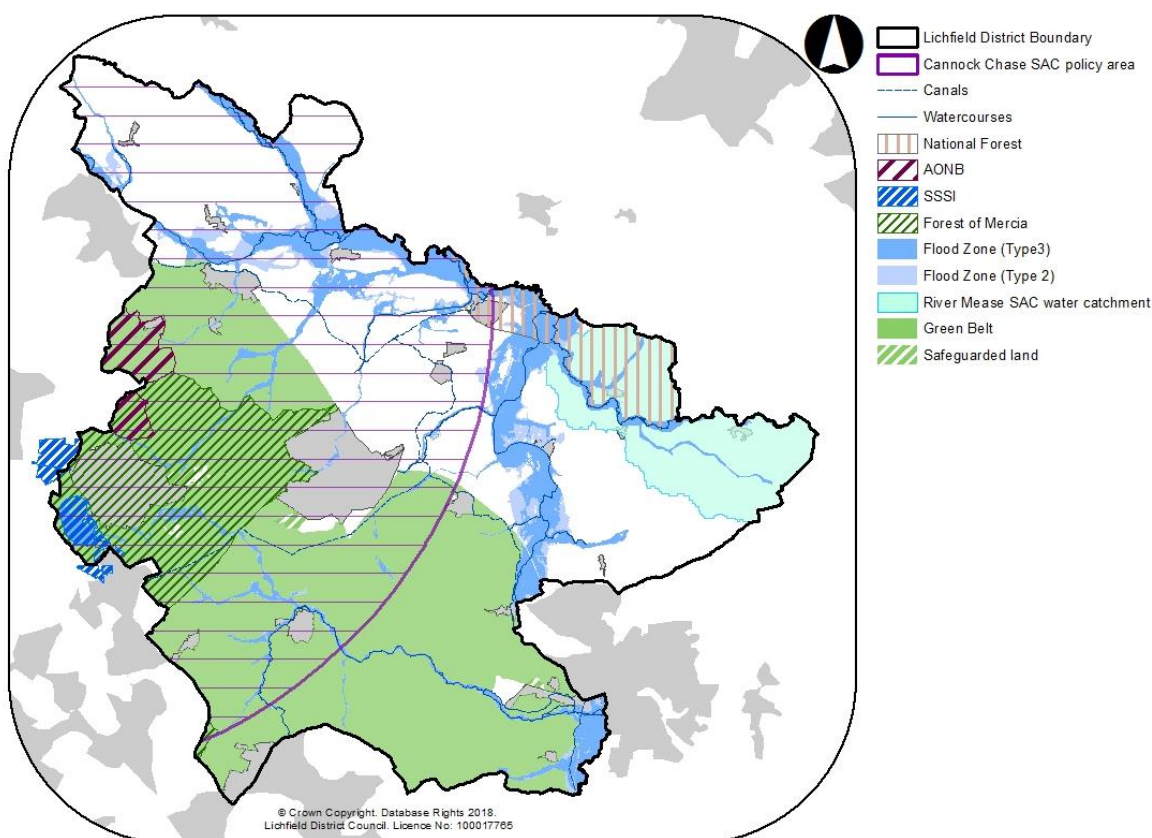 Lichfield District Boundary
Cannock Chase SAC policy area
Canals
Watercourses
National Forest
AONB
SSSI
Forest of Mercia
Flood Zone (Type3)
Flood Zone (Type 2)
River Mease SAC water catchment
Green Belt
Safeguarded land
© Crown Copyright. Database Rights 2018.
Lichfield District Council. Licence No: 100017765